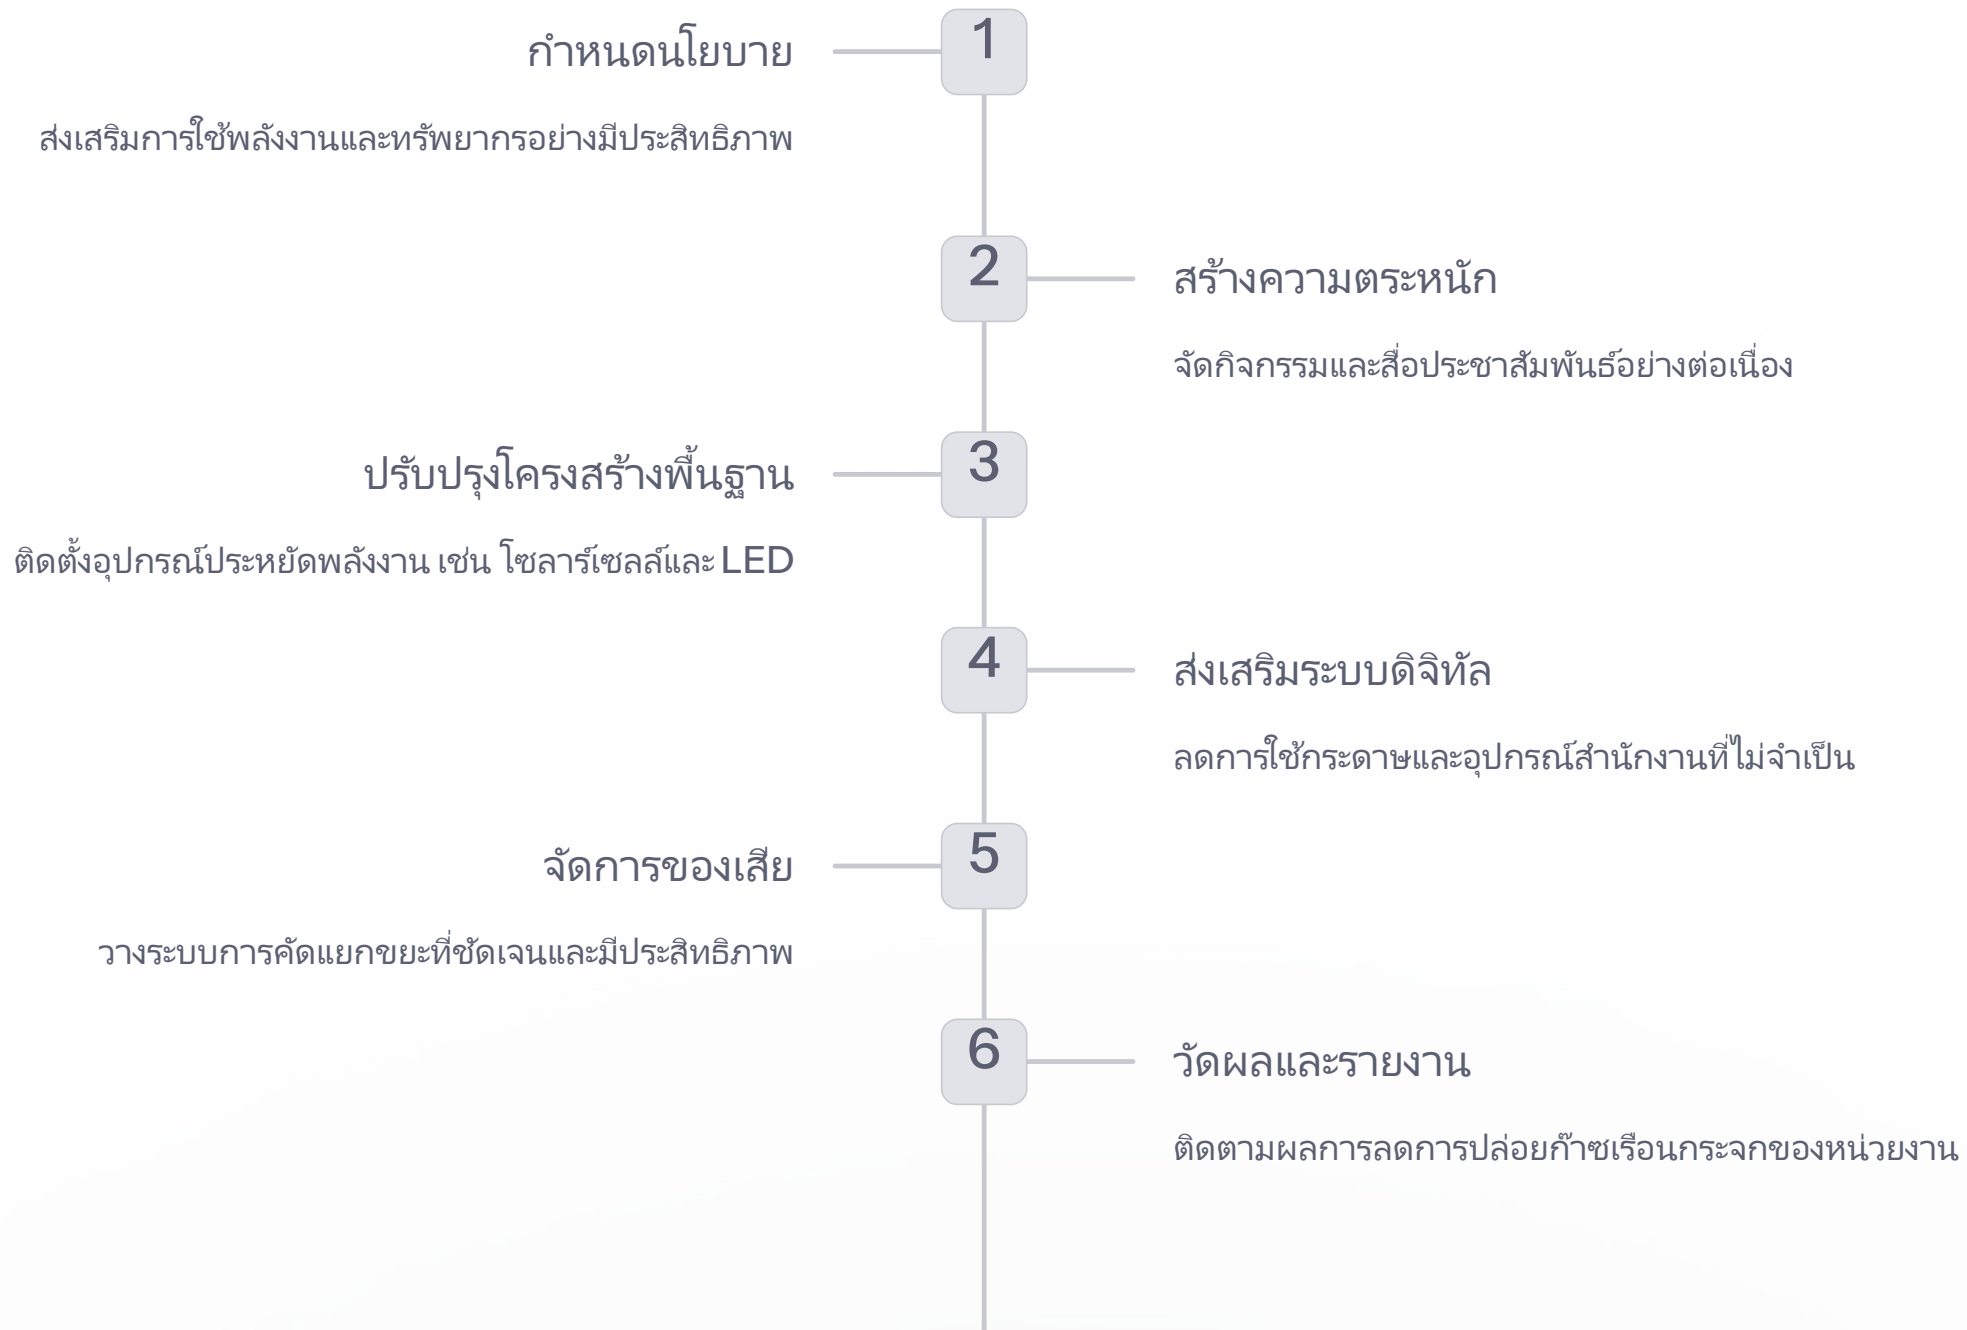 1
กำหนดนโยบาย
ส่งเสริมการใช้พลังงานและทรัพยากรอย่างมีประสิทธิภาพ
2
สร้างความตระหนัก
จัดกิจกรรมและสื่อประชาสัมพันธ์อย่างต่อเนื่อง
3
ปรับปรุงโครงสร้างพื้นฐาน
ติดตั้งอุปกรณ์ประหยัดพลังงาน เช่น โซลาร์เซลล์และ LED
4
ส่งเสริมระบบดิจิทัล
ลดการใช้กระดาษและอุปกรณ์สำนักงานที่ไม่จำเป็น
5
จัดการของเสีย
วางระบบการคัดแยกขยะที่ชัดเจนและมีประสิทธิภาพ
6
วัดผลและรายงาน
ติดตามผลการลดการปล่อยก๊าซเรือนกระจกของหน่วยงาน